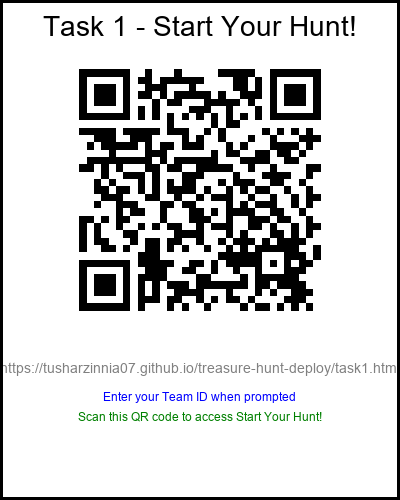 Task 1 - Start Your Hunt!
https://tusharzinnia07.github.io/treasure-hunt-deploy/task1.htm
Enter your Team ID when prompted
Scan this QR code to access Start Your Hunt!